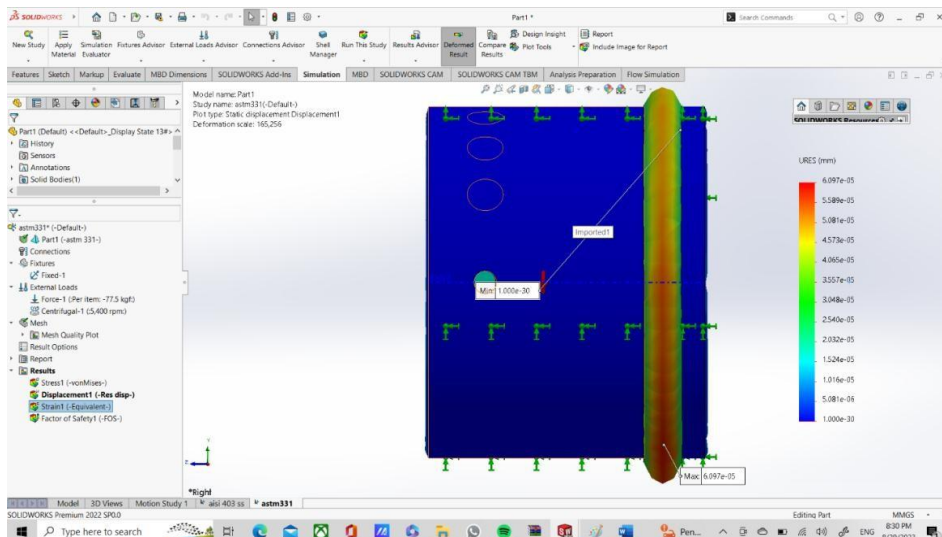 SOLIDWORKS
Part1 *
Search Commands
New Study
Apply Material
Simulation Evaluator
Fixtures Advisor
External Loads Advisor
Connections Advisor
Shell Manager
Run This Study
Results Advisor
Deformed Result
Compare Results
Design Insight
Plot Tools
Report
Include Image for Report
Features Sketch Markup Evaluate MBD Dimensions SOLIDWORKS Add-Ins Simulation MBD SOLIDWORKS CAM SOLIDWORKS CAM TBM Analysis Preparation Flow Simulation
Part1 (Default) <<Default>_Display State 13#>
History
Sensors
Annotations
Solid Bodies(1)
astm331* (-Default-)
Part1 (-astm 331-)
Connections
Fixtures
Fixed-1
External Loads
Force-1 (:Per item: -77.5 kgf:)
Centrifugal-1 (:5,400 rpm:)
Mesh
Mesh Quality Plot
Result Options
Report
Results
Stress1 (-vonMises-)
Displacement1 (-Res disp-)
Strain1 (-Equivalent-)
Factor of Safety1 (-FOS-)
Model name: Part1
Study name: astm331(-Default-)
Plot type: Static displacement Displacement1
Deformation scale: 165,256
Imported1
Min: 1.000e-30
Max: 6.097e-05
SOLIDWORKS Resources
URES (mm)
6.097e-05
5.589e-05
5.081e-05
4.573e-05
4.065e-05
3.557e-05
3.048e-05
2.540e-05
2.032e-05
1.524e-05
1.016e-05
5.081e-06
1.000e-30
Y
Z
*Right
Model 3D Views Motion Study 1 aisi 403 ss astm331
SOLIDWORKS Premium 2022 SP0.0
Editing Part
MMGS
Type here to search
Pen...
ENG
8:30 PM